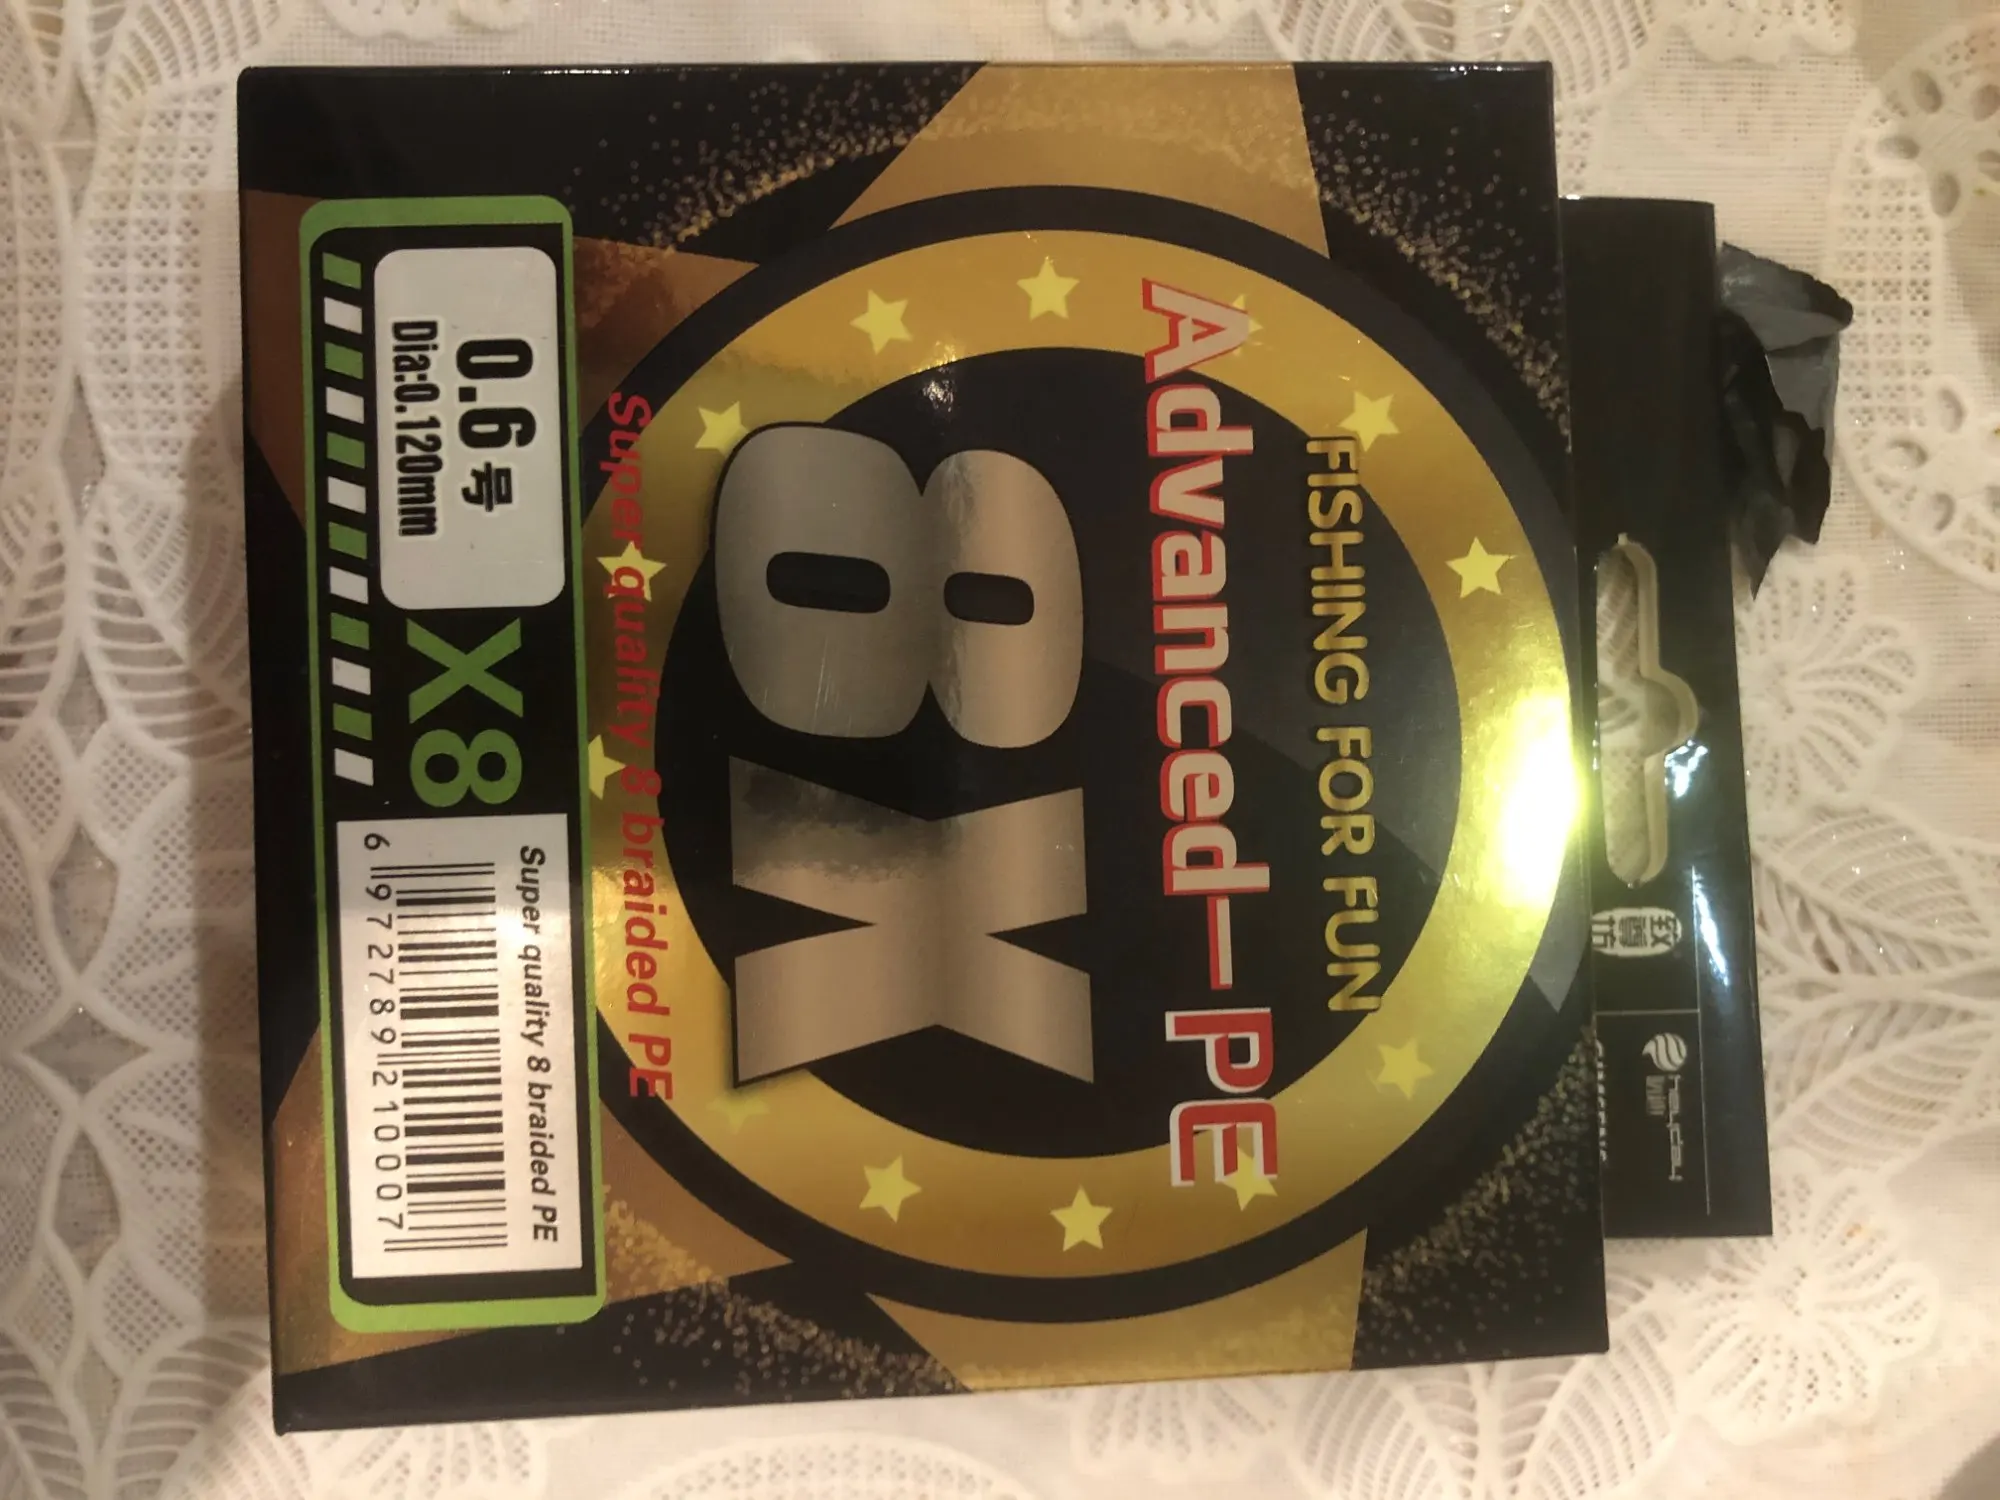 FISHING FOR FUN
Advanced—PE
X8
Super quality 8 braided PE
0.6号
Dia:0.120mm
X8
Super quality 8 braided PE
6 972789 210007